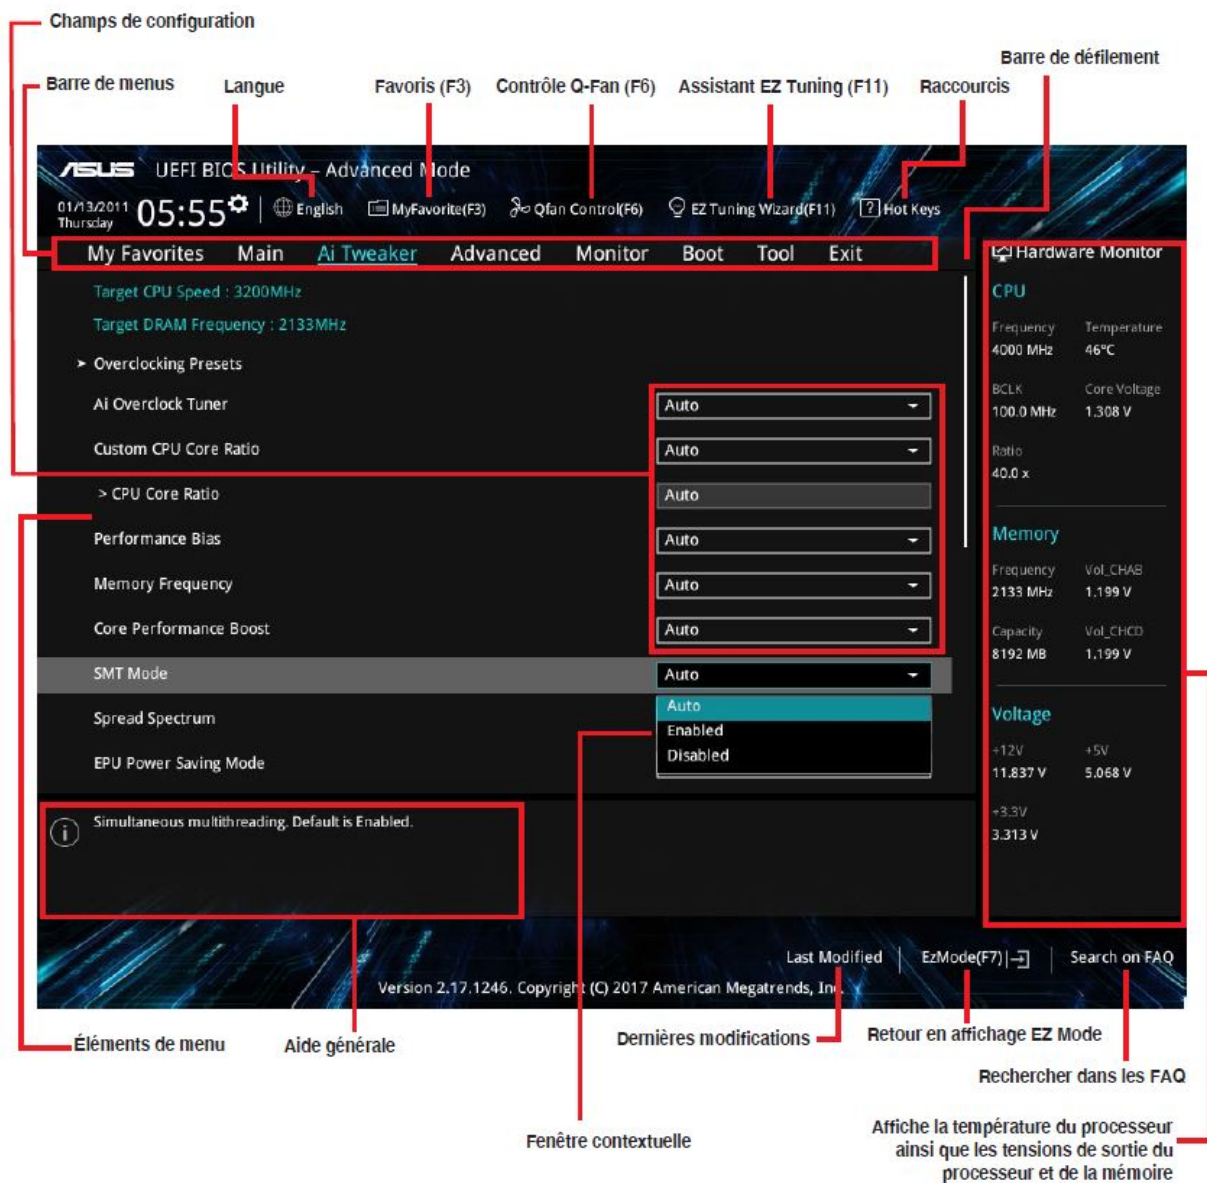 Champs de configuration
Barre de défilement
Barre de menus
Langue
Favoris (F3)
Contrôle Q-Fan (F6)
Assistant EZ Tuning (F11)
Raccourcis
ASUS UEFI BIOS Utility – Advanced Mode
01/13/2011
Thursday
05:55
English
MyFavorite(F3)
Qfan Control(F6)
EZ Tuning Wizard(F11)
? Hot Keys
My Favorites Main Ai Tweaker Advanced Monitor Boot Tool Exit
Target CPU Speed : 3200MHz
Target DRAM Frequency : 2133MHz
> Overclocking Presets
Ai Overclock Tuner Auto
Custom CPU Core Ratio Auto
> CPU Core Ratio Auto
Performance Bias Auto
Memory Frequency Auto
Core Performance Boost Auto
SMT Mode Auto
Auto
Enabled
Disabled
Spread Spectrum
EPU Power Saving Mode
i Simultaneous multithreading. Default is Enabled.
Hardware Monitor
CPU
Frequency Temperature
4000 MHz 46°C
BCLK Core Voltage
100.0 MHz 1.308 V
Ratio
40.0 x
Memory
Frequency Vol_CHAB
2133 MHz 1.199 V
Capacity Vol_CHCD
8192 MB 1.199 V
Voltage
+12V +5V
11.837 V 5.068 V
+3.3V
3.313 V
Last Modified
EzMode(F7)
Search on FAQ
Version 2.17.1246. Copyright (C) 2017 American Megatrends, Inc.
Éléments de menu
Aide générale
Dernières modifications
Retour en affichage EZ Mode
Rechercher dans les FAQ
Fenêtre contextuelle
Affiche la température du processeur
ainsi que les tensions de sortie du
processeur et de la mémoire